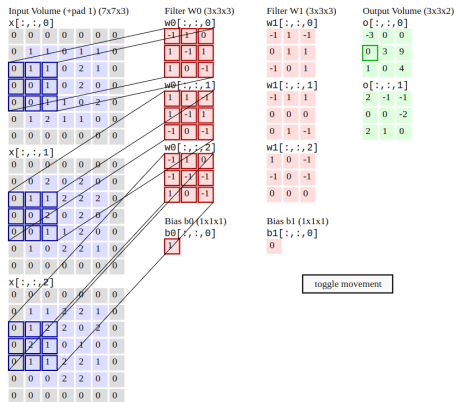 Input Volume (+pad 1) (7x7x3)
x[:,:,0]
0 0 0 0 0 0 0
0 1 1 0 1 1 0
0 1 1 0 2 1 0
0 0 1 0 2 0 0
0 0 1 1 0 2 0
0 1 2 1 1 0 0
0 0 0 0 0 0 0
x[:,:,1]
0 0 0 0 0 0 0
0 0 2 0 2 0 0
0 1 1 2 2 2 0
0 0 2 0 2 0 0
0 0 1 1 2 2 0
0 1 0 2 2 1 0
0 0 0 0 0 0 0
x[:,:,2]
0 0 0 0 0 0 0
0 1 1 2 2 1 0
0 1 2 2 0 2 0
0 2 1 0 1 0 0
0 1 1 2 2 1 0
0 0 0 2 2 0 0
0 0 0 0 0 0 0
Filter W0 (3x3x3)
w0[:,:,0]
-1 1 0
1 -1 1
1 0 -1
w0[:,:,1]
1 1 -1
1 -1 1
-1 0 1
w0[:,:,2]
-1 1 0
-1 -1 -1
1 0 -1
Bias b0 (1x1x1)
b0[:,:,0]
1
Filter W1 (3x3x3)
w1[:,:,0]
-1 1 -1
0 1 1
-1 0 1
w1[:,:,1]
-1 1 1
0 0 0
0 1 -1
w1[:,:,2]
1 0 -1
-1 0 -1
0 0 0
Bias b1 (1x1x1)
b1[:,:,0]
0
Output Volume (3x3x2)
o[:,:,0]
-3 0 0
0 3 9
1 0 4
o[:,:,1]
2 -1 -1
0 0 -2
2 1 0
toggle movement